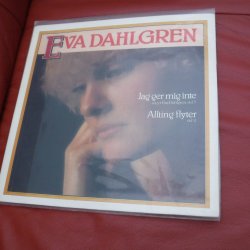 EVA DAHLGREN
Jag ger mig inte
Allting flyter